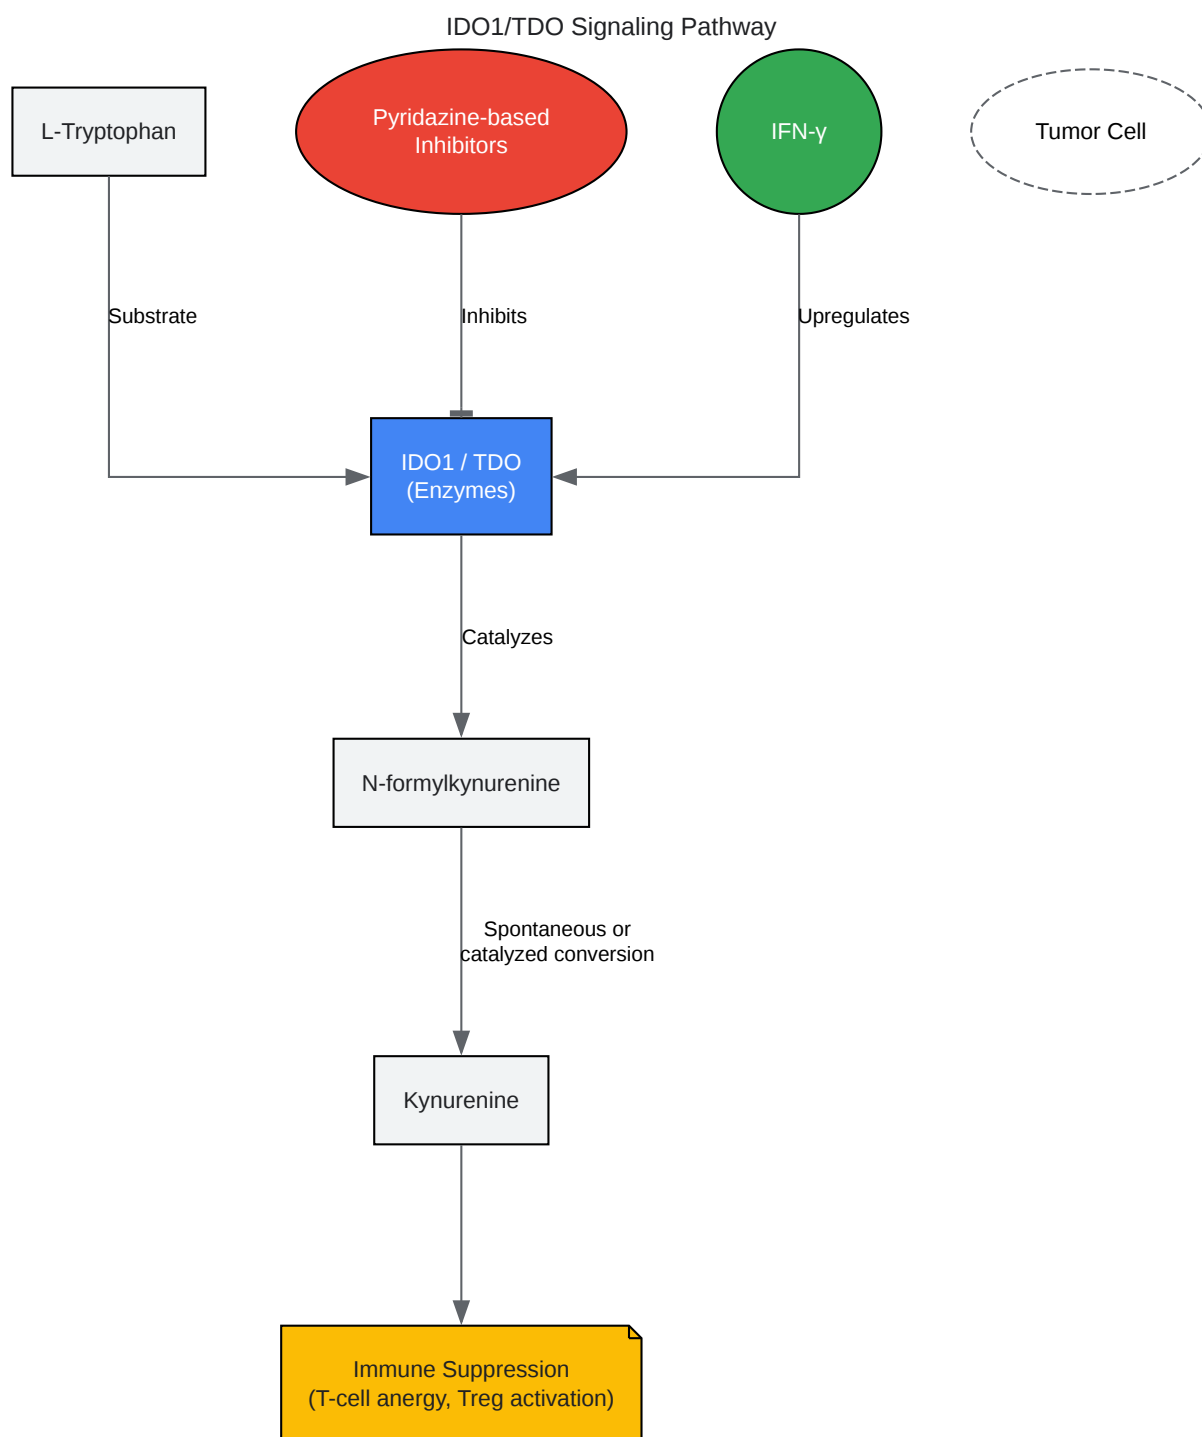 IDO1/TDO Signaling Pathway
L-Tryptophan
Pyridazine-based
Inhibitors
IFN-γ
Tumor Cell
Substrate
Inhibits
Upregulates
IDO1 / TDO
(Enzymes)
Catalyzes
N-formylkynurenine
Spontaneous or
catalyzed conversion
Kynurenine
Immune Suppression
(T-cell anergy, Treg activation)